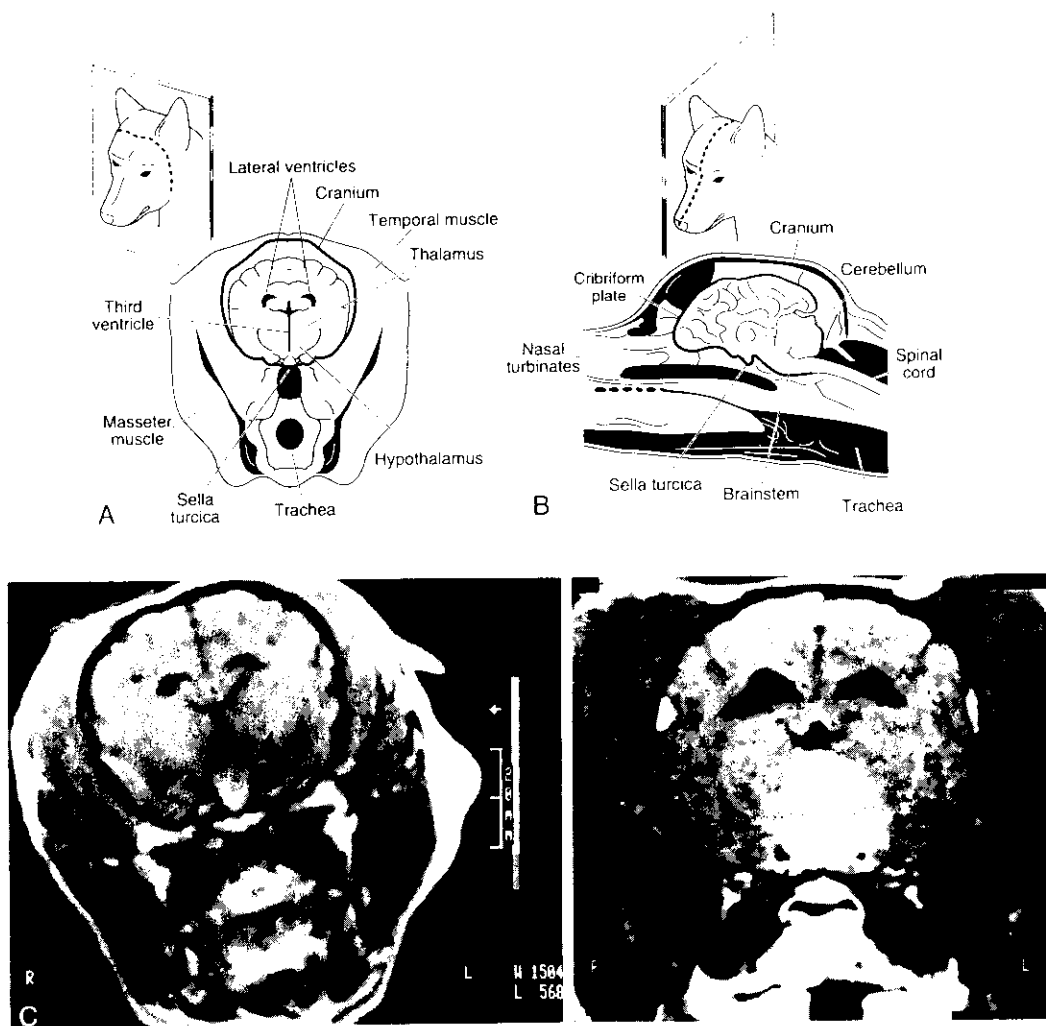 Lateral ventricles
Cranium
Temporal muscle
Thalamus
Third
ventricle
Masseter
muscle
Hypothalamus
Sella
turcica
Trachea
A
Cranium
Cerebellum
Cribriform
plate
Nasal
turbinates
Spinal
cord
Sella turcica
Brainstem
Trachea
B
R
L
W 1504
L 568
C
L